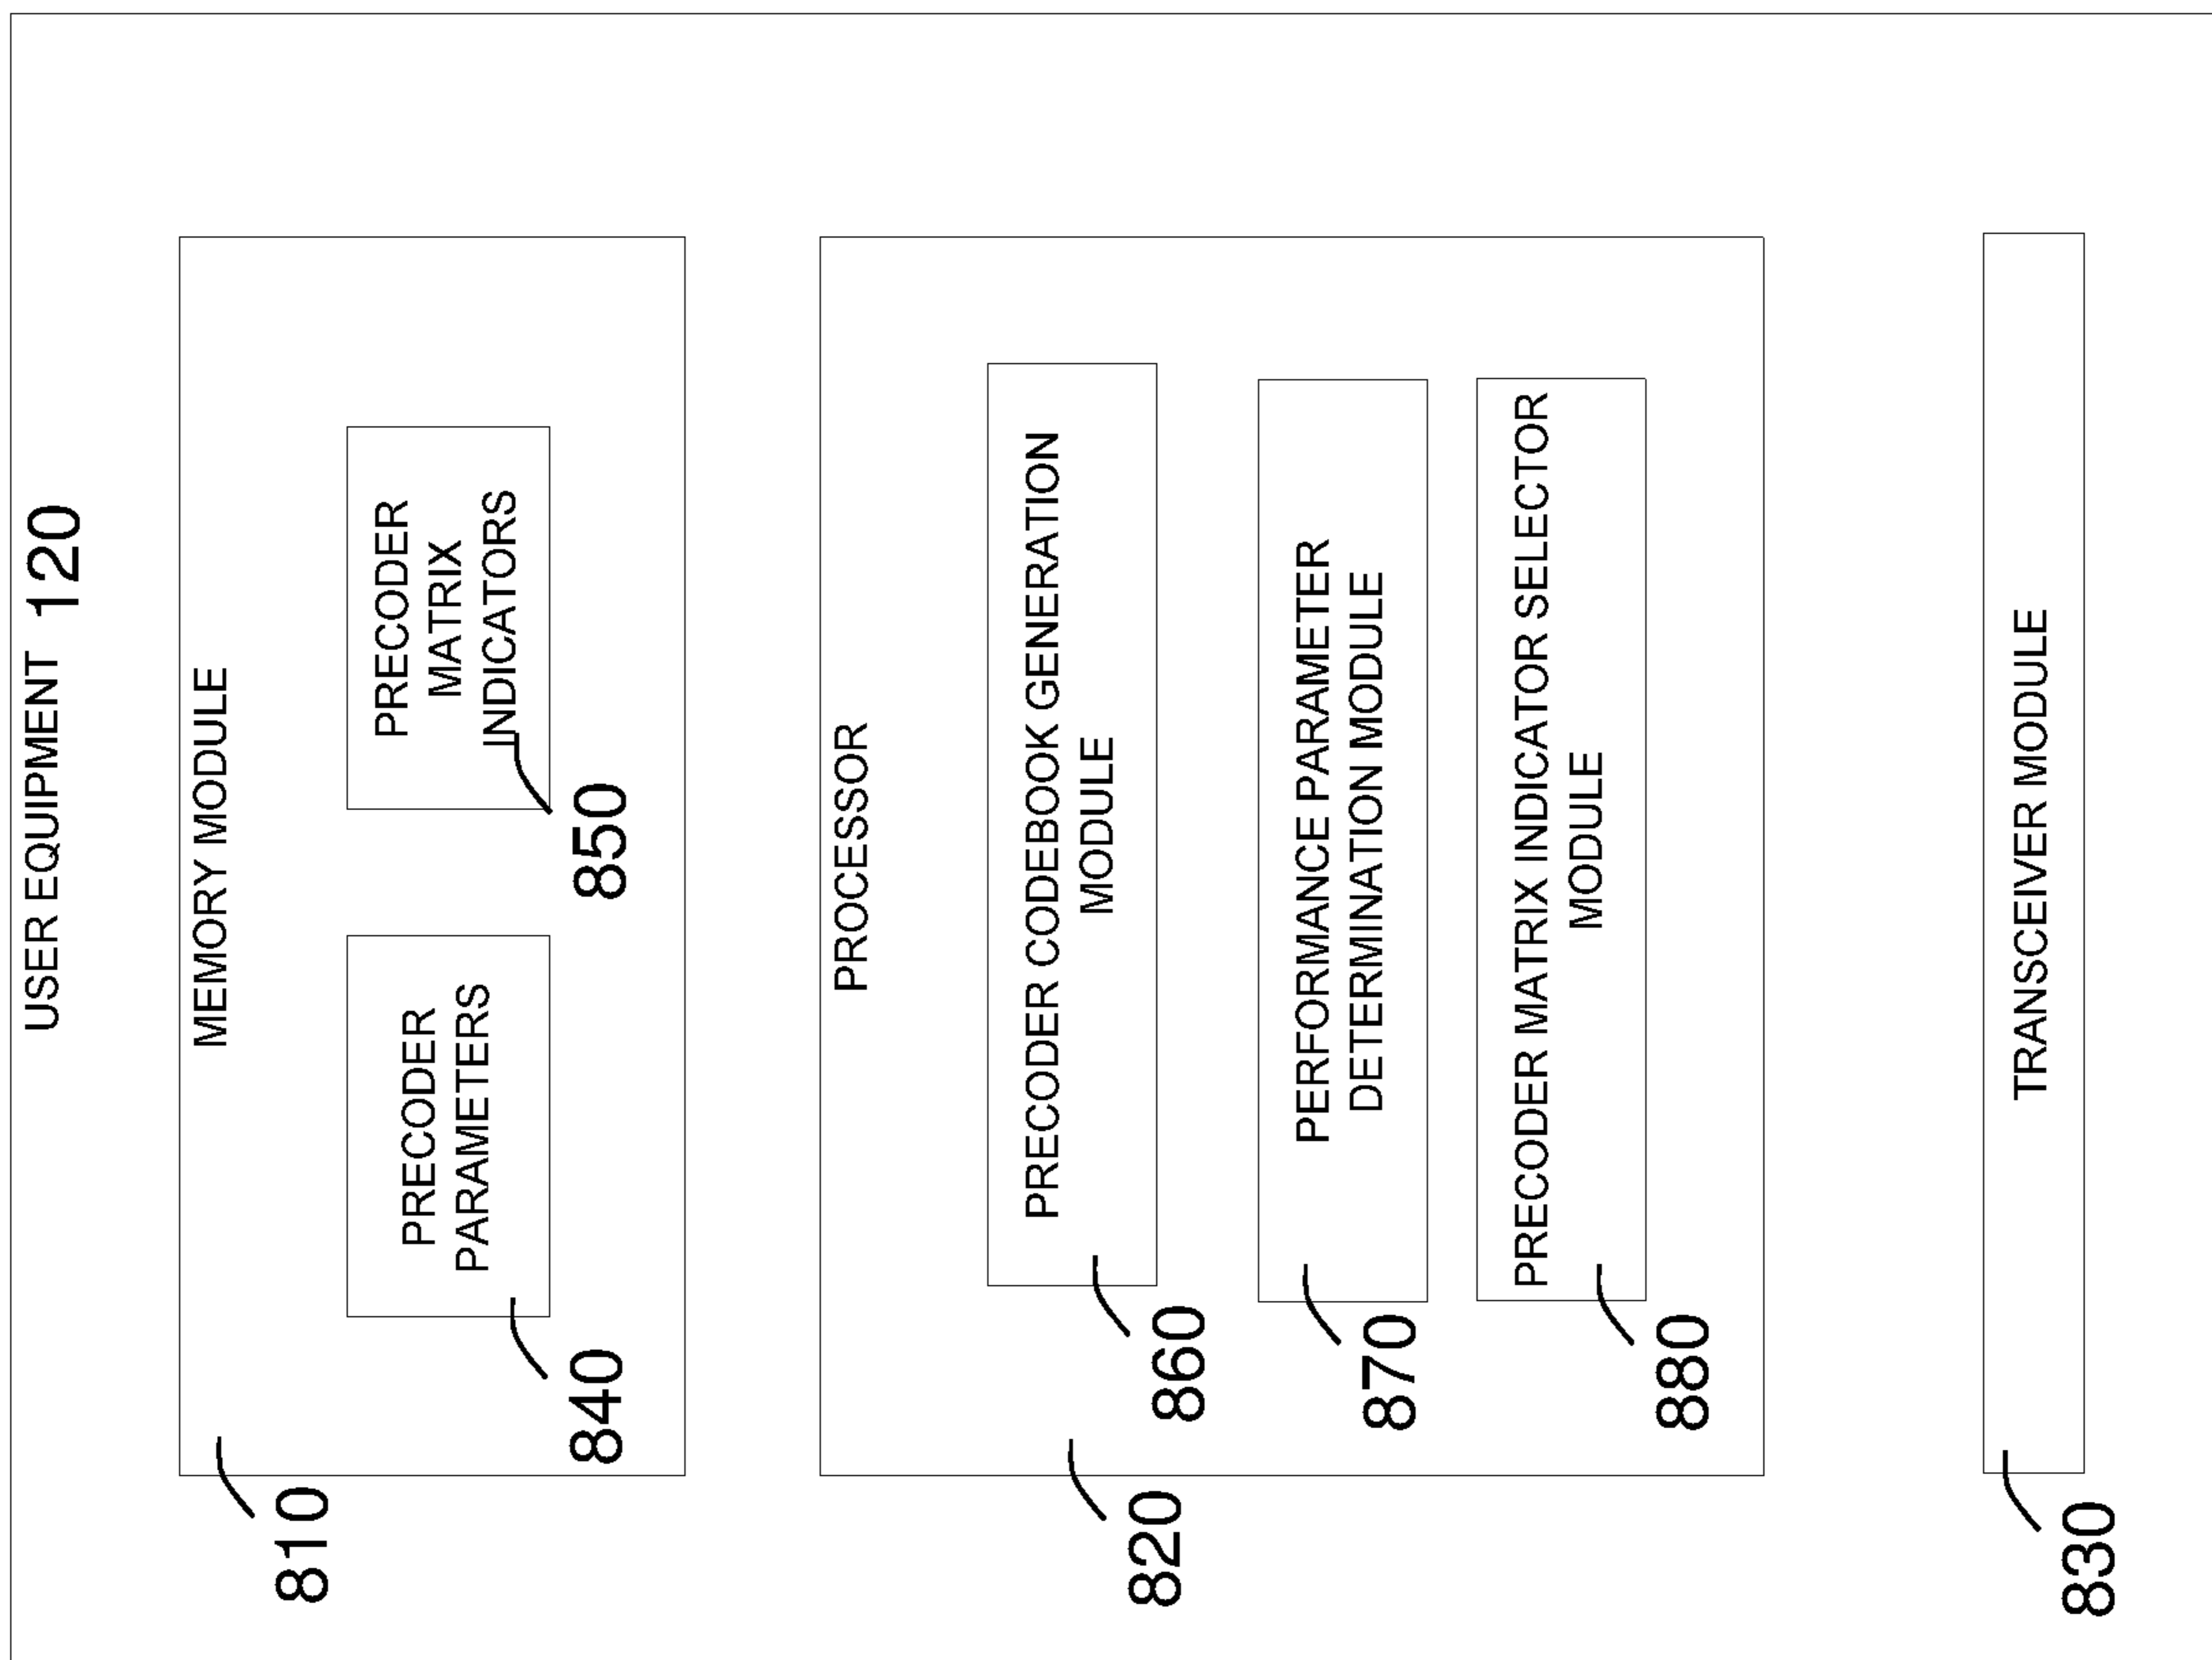 USER EQUIPMENT 120
MEMORY MODULE
810
PRECODER
PARAMETERS
840
PRECODER
MATRIX
INDICATORS
850
PROCESSOR
820
PRECODER CODEBOOK GENERATION
MODULE
860
PERFORMANCE PARAMETER
DETERMINATION MODULE
870
PRECODER MATRIX INDICATOR SELECTOR
MODULE
880
TRANSCEIVER MODULE
830